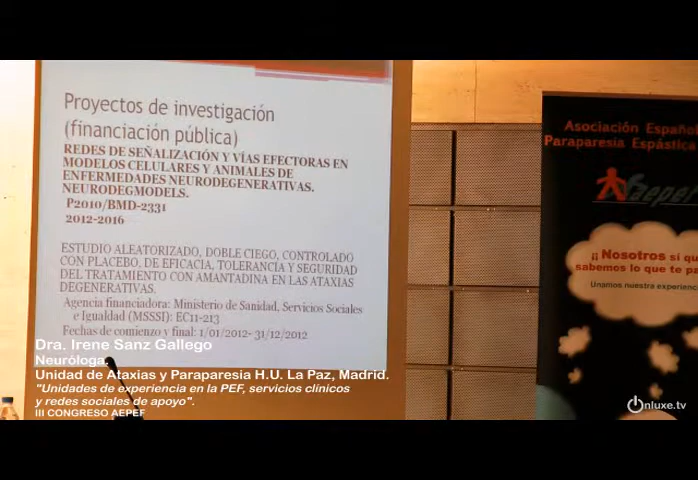 Proyectos de investigación
(financiación pública)
REDES DE SEÑALIZACIÓN Y VÍAS EFECTORAS EN
MODELOS CELULARES Y ANIMALES DE
ENFERMEDADES NEURODEGENERATIVAS.
NEURODEGMODELS.
P2010/BMD-2331
2012-2016
ESTUDIO ALEATORIZADO, DOBLE CIEGO, CONTROLADO
CON PLACEBO, DE EFICACIA, TOLERANCIA Y SEGURIDAD
DEL TRATAMIENTO CON AMANTADINA EN LAS ATAXIAS
DEGENERATIVAS.
Agencia financiadora: Ministerio de Sanidad, Servicios Sociales
e Igualdad (MSSSI): EC11-213
Fechas de comienzo y final: 1/01/2012- 31/12/2012
Dra. Irene Sanz Gallego
Neuróloga.
Unidad de Ataxias y Paraparesia H.U. La Paz, Madrid.
"Unidades de experiencia en la PEF, servicios clínicos
y redes sociales de apoyo".
III CONGRESO AEPEF
Asociación Español
Paraparesia Espástica
aepef
¡¡ Nosotros sí qu
sabemos lo que te pa
Unamos nuestra experienc
onluxe.tv